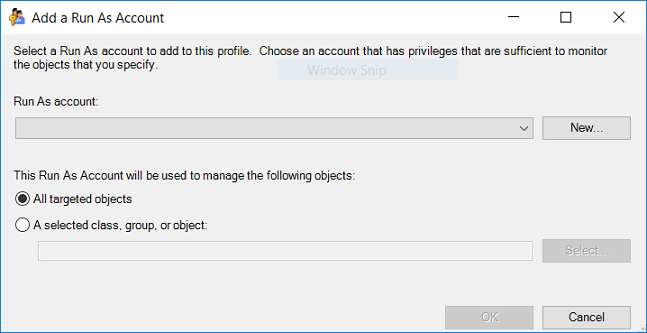 Add a Run As Account
Select a Run As account to add to this profile.  Choose an account that has privileges that are sufficient to monitor
the objects that you specify.
Window Snip
Run As account:
New...
This Run As Account will be used to manage the following objects:
All targeted objects
A selected class, group, or object:
Select...
OK
Cancel